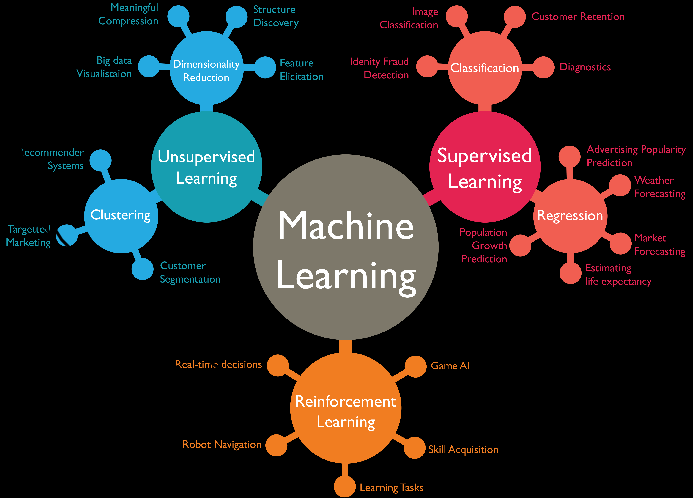 Meaningful
Compression
Structure
Discovery
Big data
Visualistaion
Dimensionality
Reduction
Feature
Elicitation
Unsupervised
Learning
'ecommender
Systems
Clustering
Targetted
Marketing
Customer
Segmentation
Image
Classification
Customer Retention
Idenity Fraud
Detection
Classification
Diagnostics
Supervised
Learning
Advertising Popularity
Prediction
Weather
Forecasting
Regression
Population
Growth
Prediction
Market
Forecasting
Estimating
life expectancy
Machine
Learning
Real-time decisions
Game AI
Reinforcement
Learning
Robot Navigation
Skill Acquisition
Learning Tasks